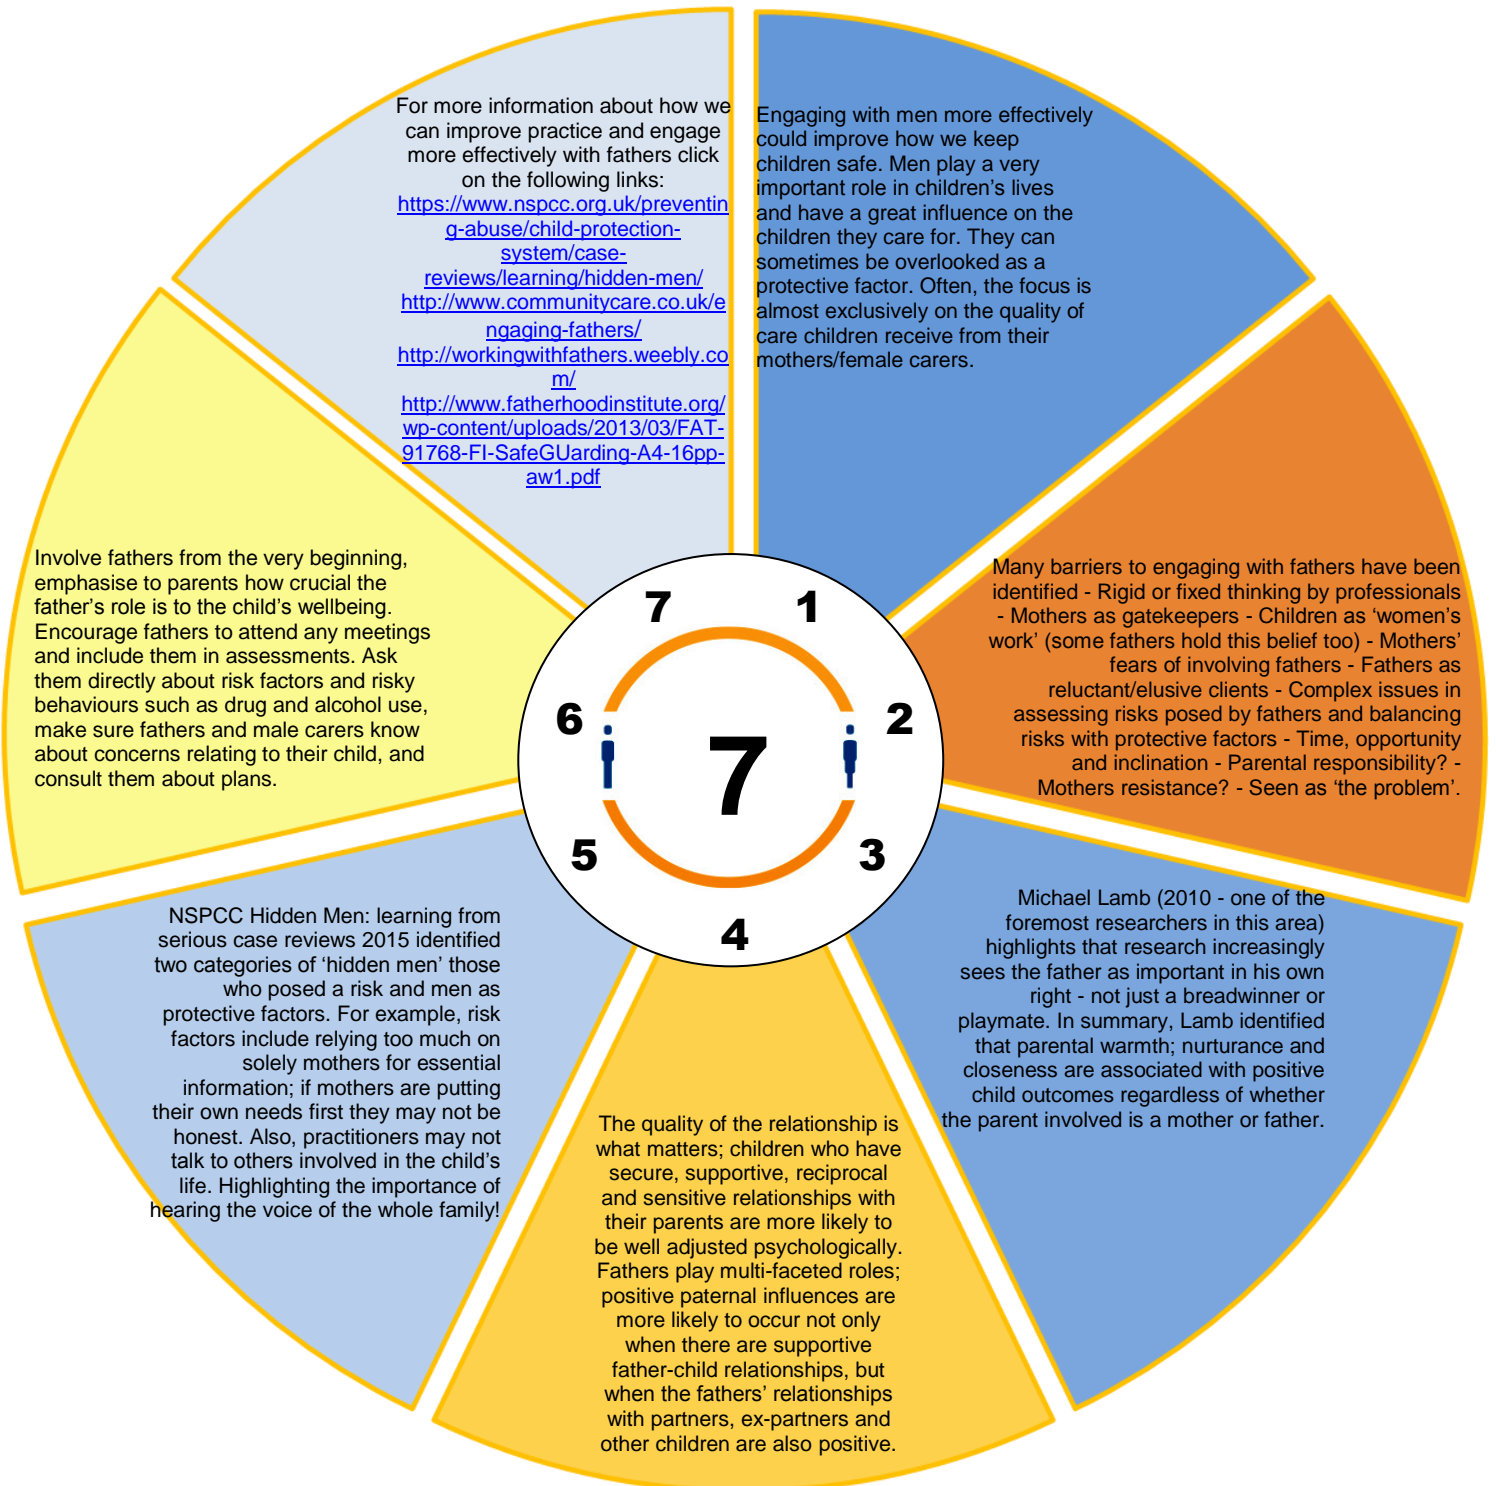 Engaging with men more effectively
could improve how we keep
children safe. Men play a very
important role in children’s lives
and have a great influence on the
children they care for. They can
sometimes be overlooked as a
protective factor. Often, the focus is
almost exclusively on the quality of
care children receive from their
mothers/female carers.
Many barriers to engaging with fathers have been
identified - Rigid or fixed thinking by professionals
- Mothers as gatekeepers - Children as ‘women’s
work’ (some fathers hold this belief too) - Mothers’
fears of involving fathers - Fathers as
reluctant/elusive clients - Complex issues in
assessing risks posed by fathers and balancing
risks with protective factors - Time, opportunity
and inclination - Parental responsibility? -
Mothers resistance? - Seen as ‘the problem’.
Michael Lamb (2010 - one of the
foremost researchers in this area)
highlights that research increasingly
sees the father as important in his own
right - not just a breadwinner or
playmate. In summary, Lamb identified
that parental warmth; nurturance and
closeness are associated with positive
child outcomes regardless of whether
the parent involved is a mother or father.
The quality of the relationship is
what matters; children who have
secure, supportive, reciprocal
and sensitive relationships with
their parents are more likely to
be well adjusted psychologically.
Fathers play multi-faceted roles;
positive paternal influences are
more likely to occur not only
when there are supportive
father-child relationships, but
when the fathers’ relationships
with partners, ex-partners and
other children are also positive.
NSPCC Hidden Men: learning from
serious case reviews 2015 identified
two categories of ‘hidden men’ those
who posed a risk and men as
protective factors. For example, risk
factors include relying too much on
solely mothers for essential
information; if mothers are putting
their own needs first they may not be
honest. Also, practitioners may not
talk to others involved in the child’s
life. Highlighting the importance of
hearing the voice of the whole family!
Involve fathers from the very beginning,
emphasise to parents how crucial the
father’s role is to the child’s wellbeing.
Encourage fathers to attend any meetings
and include them in assessments. Ask
them directly about risk factors and risky
behaviours such as drug and alcohol use,
make sure fathers and male carers know
about concerns relating to their child, and
consult them about plans.
For more information about how we
can improve practice and engage
more effectively with fathers click
on the following links:
https://www.nspcc.org.uk/preventin
g-abuse/child-protection-
system/case-
reviews/learning/hidden-men/
http://www.communitycare.co.uk/e
ngaging-fathers/
http://workingwithfathers.weebly.co
m/
http://www.fatherhoodinstitute.org/
wp-content/uploads/2013/03/FAT-
91768-FI-SafeGUarding-A4-16pp-
aw1.pdf
1
2
3
4
5
6
7
7